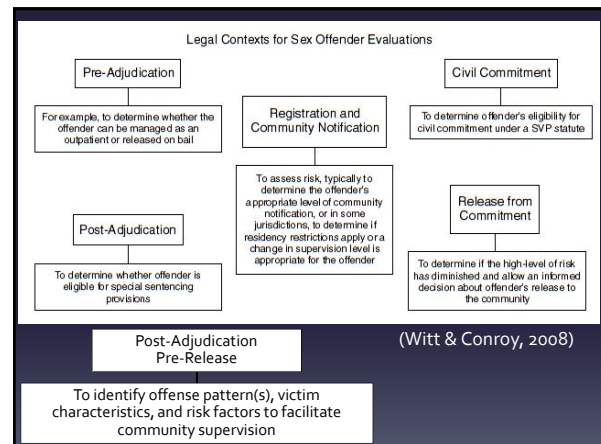 Legal Contexts for Sex Offender Evaluations
Pre-Adjudication
For example, to determine whether the
offender can be managed as an
outpatient or released on bail
Post-Adjudication
To determine whether offender is
eligible for special sentencing
provisions
Registration and
Community Notification
To assess risk, typically to
determine the offender's
appropriate level of community
notification, or in some
jurisdictions, to determine if
residency restrictions apply or a
change in supervision level is
appropriate for the offender
Civil Commitment
To determine offender's eligibility for
civil commitment under a SVP statute
Release from
Commitment
To determine if the high-level of risk
has diminished and allow an informed
decision about offender's release to
the community
Post-Adjudication
Pre-Release
To identify offense pattern(s), victim
characteristics, and risk factors to facilitate
community supervision
(Witt & Conroy, 2008)